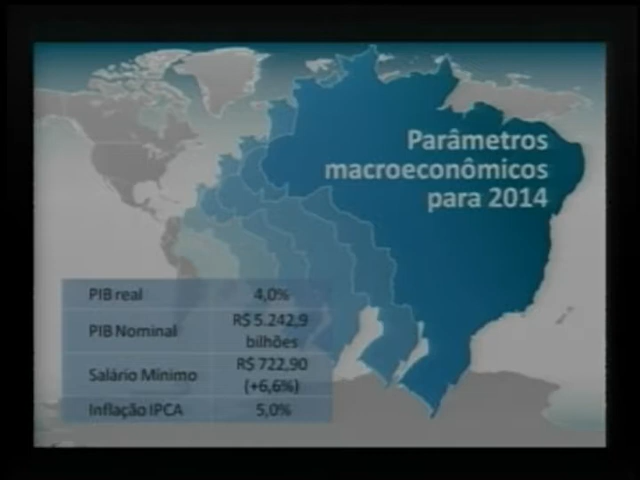 Parâmetros
macroeconômicos
para 2014
PIB real 4,0%
PIB Nominal R$ 5.242,9
bilhões
Salário Mínimo R$ 722,90
(+6,6%)
Inflação IPCA 5,0%